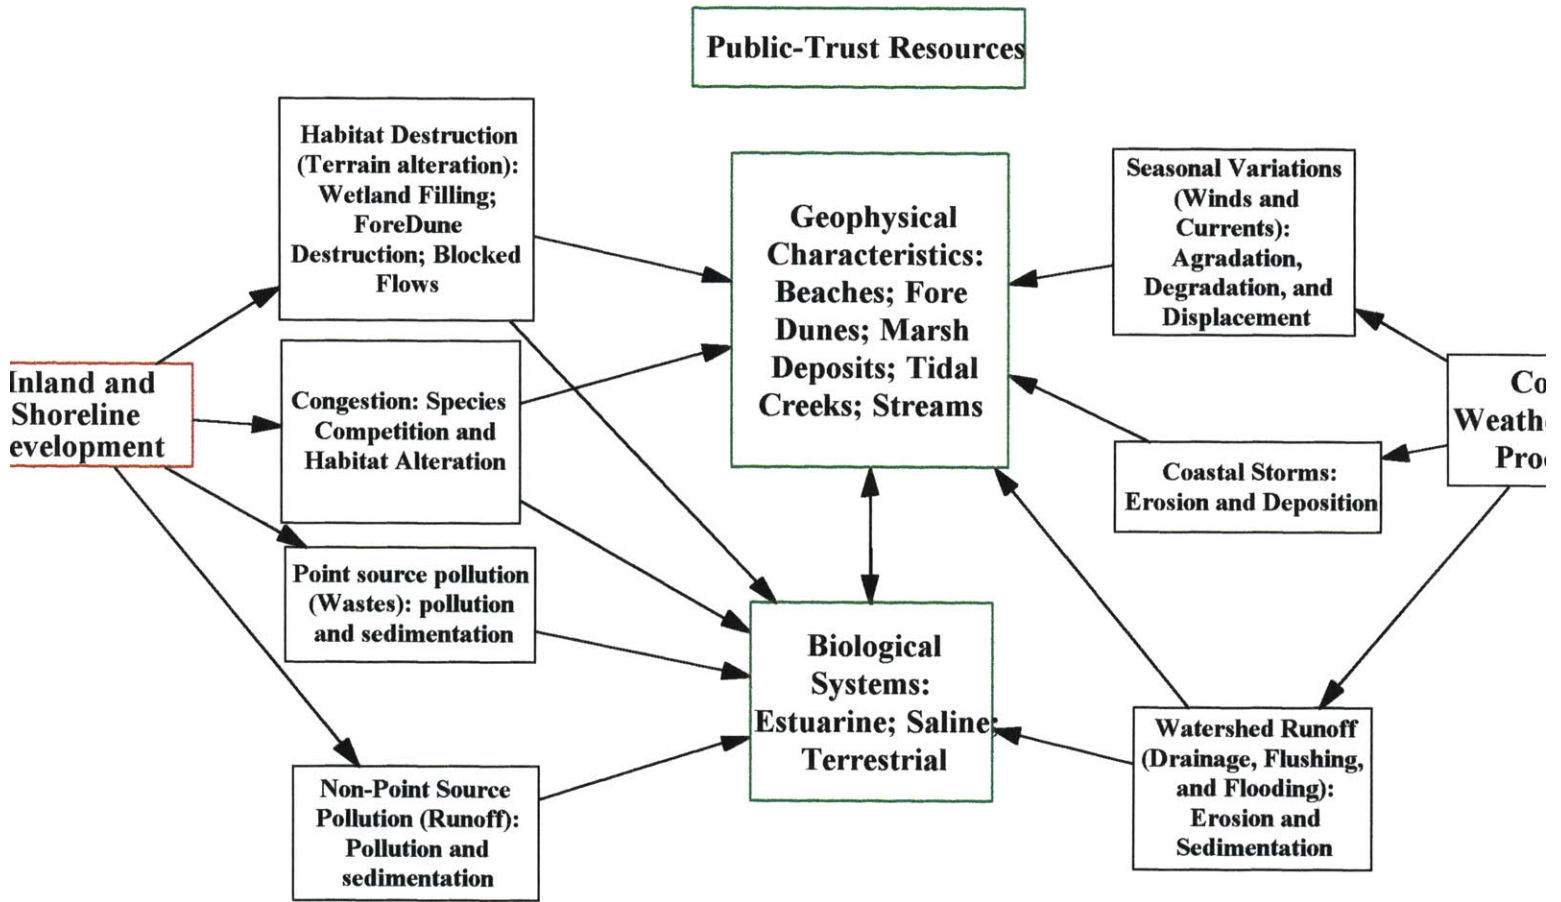 Public-Trust Resources
Habitat Destruction
(Terrain alteration):
Wetland Filling;
ForeDune
Destruction; Blocked
Flows
Inland and
Shoreline
evelopment
Congestion: Species
Competition and
Habitat Alteration
Point source pollution
(Wastes): pollution
and sedimentation
Non-Point Source
Pollution (Runoff):
Pollution and
sedimentation
Geophysical
Characteristics:
Beaches; Fore
Dunes; Marsh
Deposits; Tidal
Creeks; Streams
Biological
Systems:
Estuarine; Saline;
Terrestrial
Seasonal Variations
(Winds and
Currents):
Agradation,
Degradation, and
Displacement
Coastal Storms:
Erosion and Deposition
Co
Weathe
Pro
Watershed Runoff
(Drainage, Flushing,
and Flooding):
Erosion and
Sedimentation